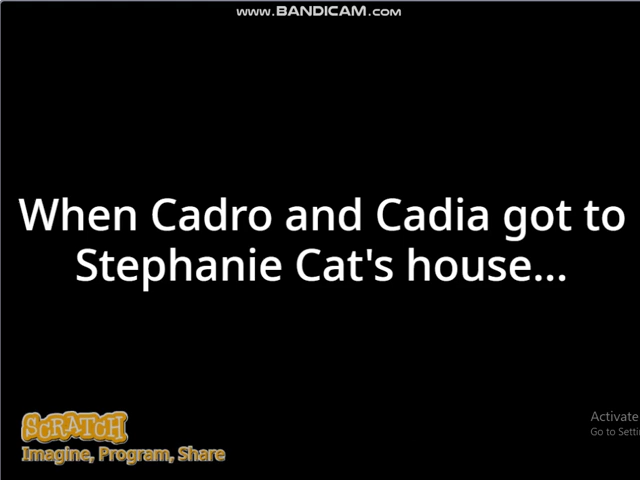 www.BANDICAM.com
When Cadro and Cadia got to
Stephanie Cat's house...
SCRATCH
Imagine, Program, Share
Activate
Go to Setti